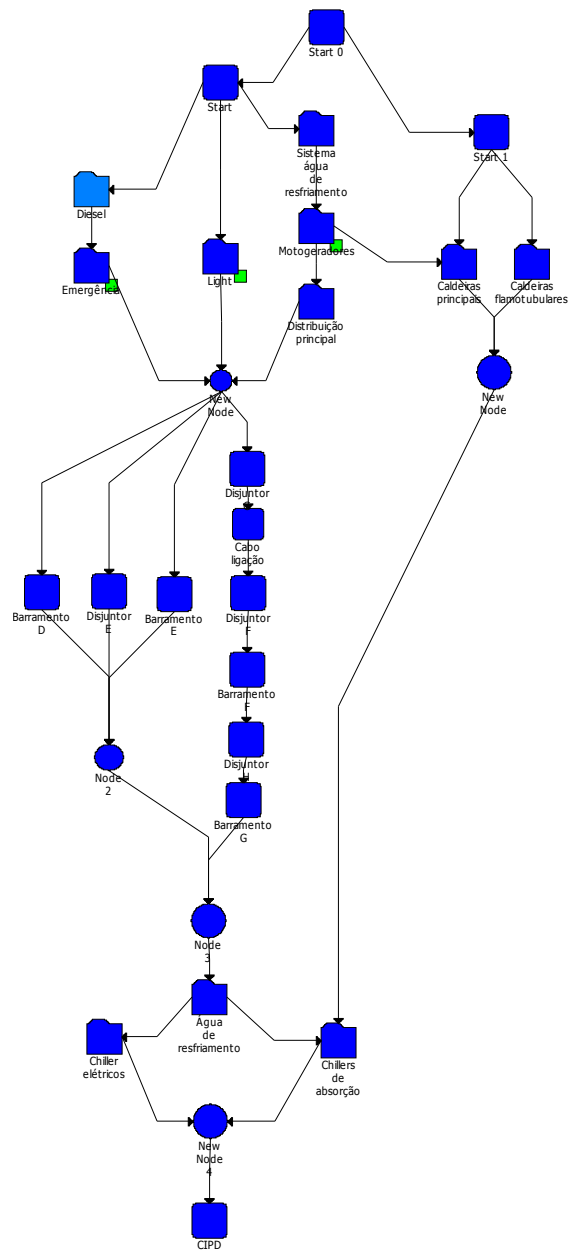 Start 0
Start
Start 1
Sistema
água
de
resfriamento
Diesel
Motogeradores
Emergência
Light
Caldeiras
principais
Caldeiras
flamotubulares
Distribuição
principal
New
Node
New
Node
Disjuntor
Cabo
ligação
Barramento
D
Disjuntor
E
Barramento
E
Disjuntor
F
Barramento
F
Disjuntor
H
Node
2
Barramento
G
Node
3
Água
de
resfriamento
Chiller
elétricos
Chillers
de
absorção
New
Node
4
CIPD